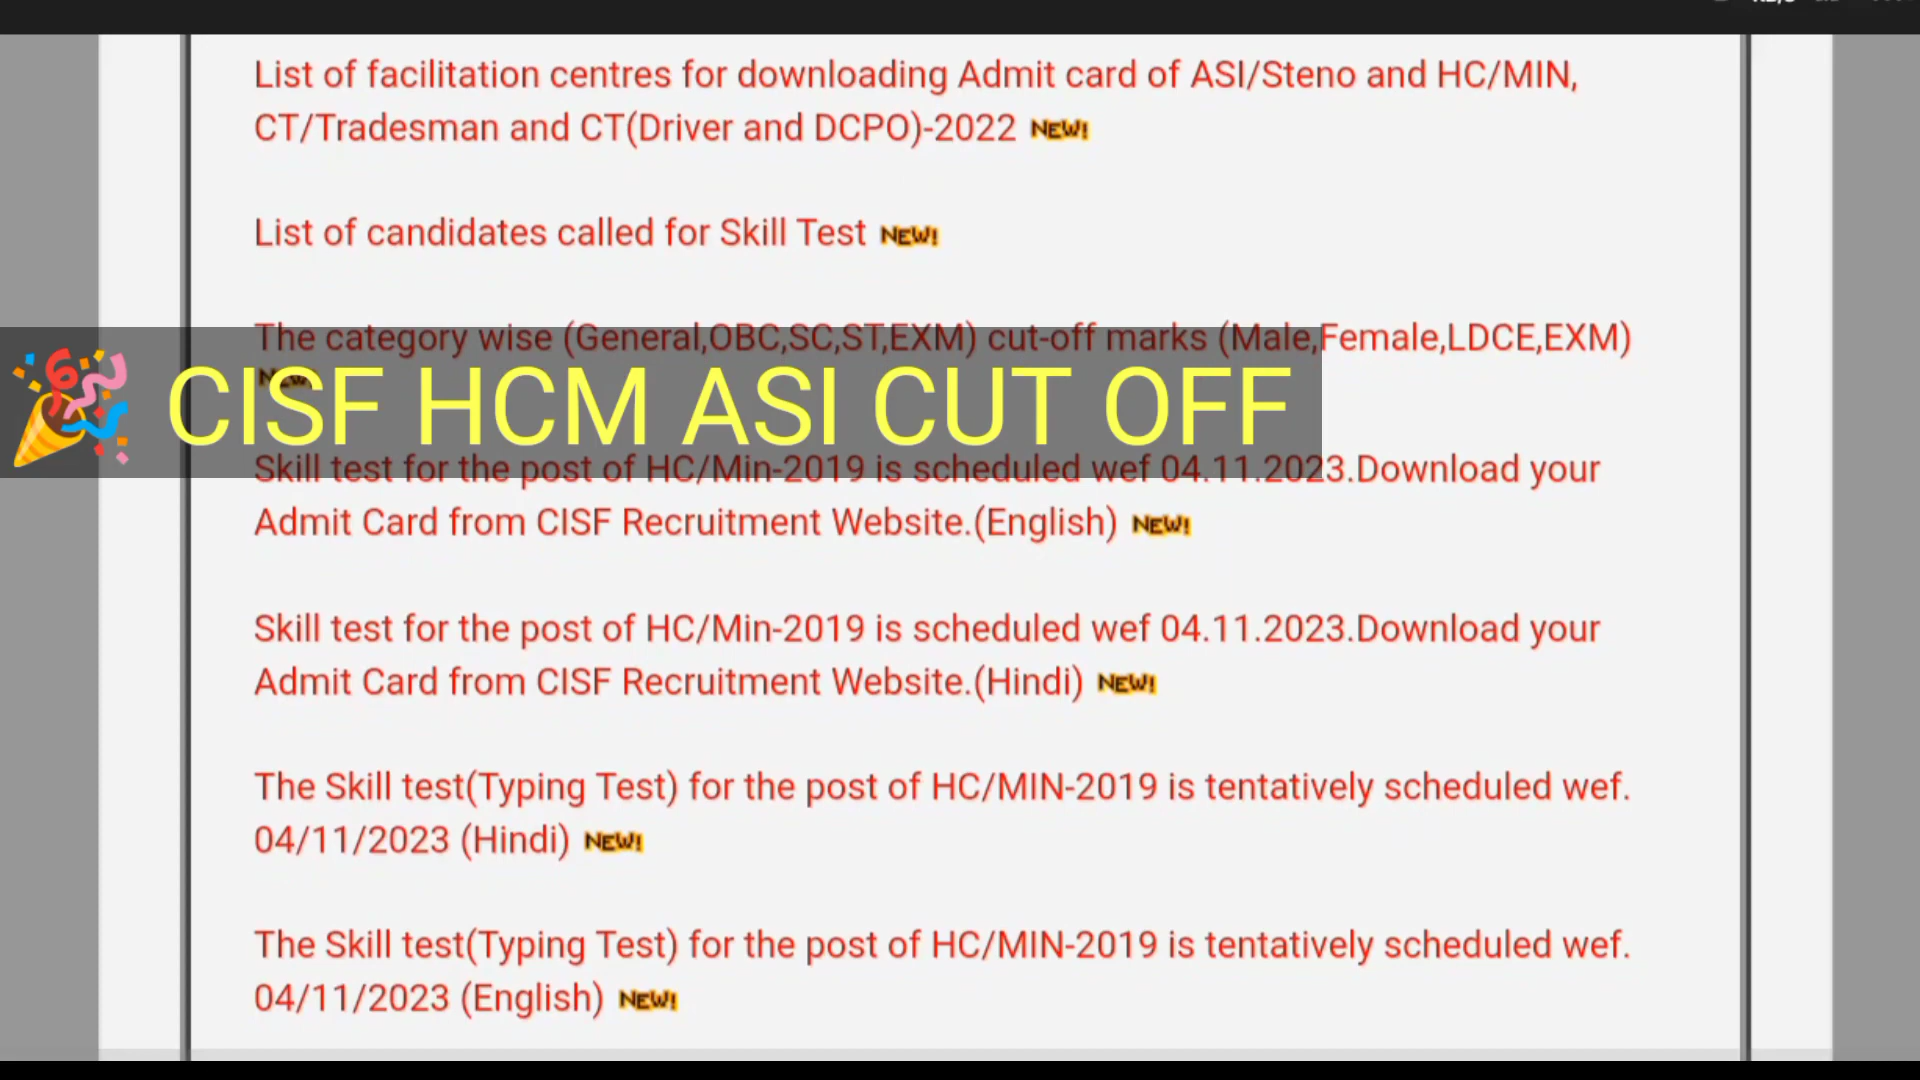 List of facilitation centres for downloading Admit card of ASI/Steno and HC/MIN,
CT/Tradesman and CT(Driver and DCPO)-2022 NEW!
List of candidates called for Skill Test NEW!
The category wise (General,OBC,SC,ST,EXM) cut-off marks (Male,Female,LDCE,EXM)
NEW!
🎉 CISF HCM ASI CUT OFF
Skill test for the post of HC/Min-2019 is scheduled wef 04.11.2023.Download your
Admit Card from CISF Recruitment Website.(English) NEW!
Skill test for the post of HC/Min-2019 is scheduled wef 04.11.2023.Download your
Admit Card from CISF Recruitment Website.(Hindi) NEW!
The Skill test(Typing Test) for the post of HC/MIN-2019 is tentatively scheduled wef.
04/11/2023 (Hindi) NEW!
The Skill test(Typing Test) for the post of HC/MIN-2019 is tentatively scheduled wef.
04/11/2023 (English) NEW!